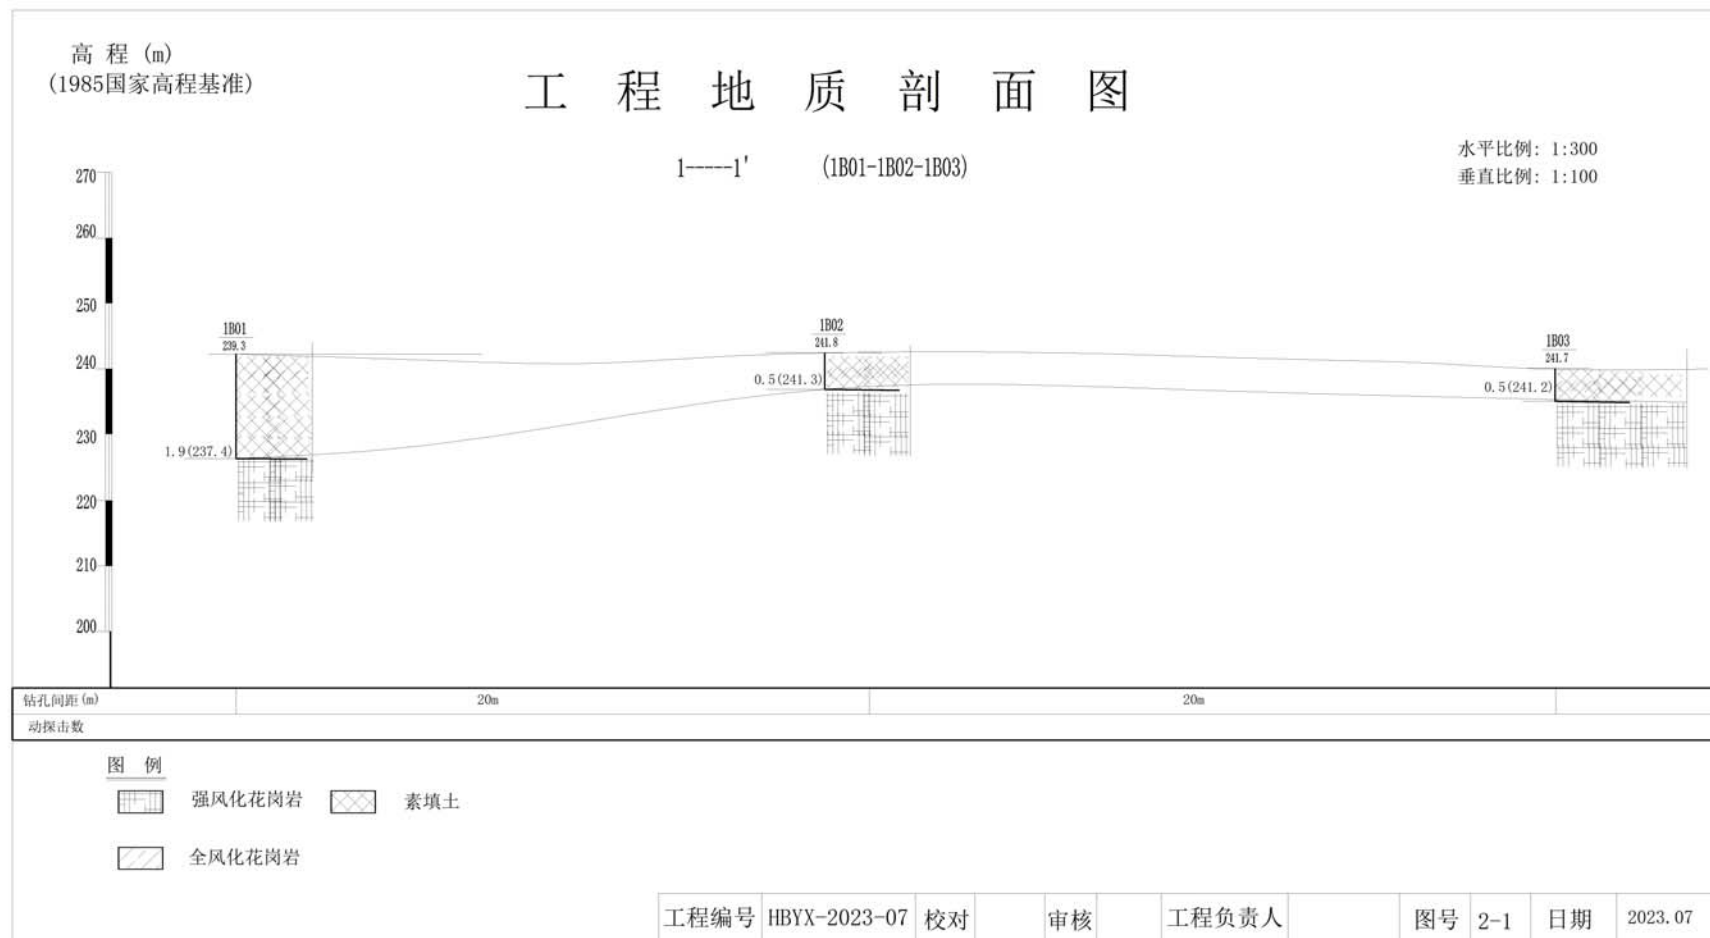 高 程 (m)
(1985国家高程基准)
工 程 地 质 剖 面 图
1-----1' (1B01-1B02-1B03)
水平比例: 1:300
垂直比例: 1:100
270
260
250
240
230
220
210
200
1B01
239.3
1.9(237.4)
1B02
241.8
0.5(241.3)
1B03
241.7
0.5(241.2)
钻孔间距(m) 20m 20m
动探击数
图 例
强风化花岗岩 素填土
全风化花岗岩
工程编号 HBYX-2023-07 校对 审核 工程负责人 图号 2-1 日期 2023.07